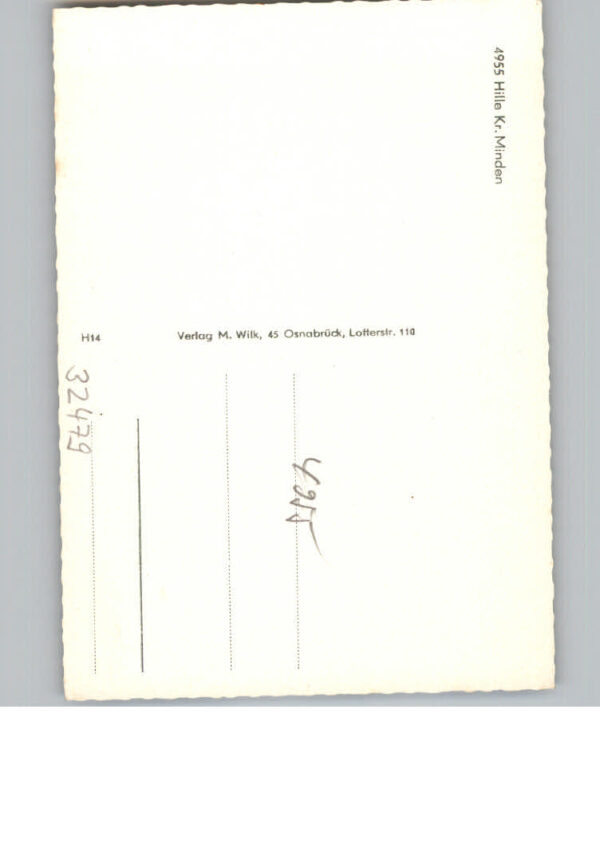 4955 Hille Kr. Minden
H14
Verlag M. Wilk, 45 Osnabrück, Lotterstr. 110
32479
4955